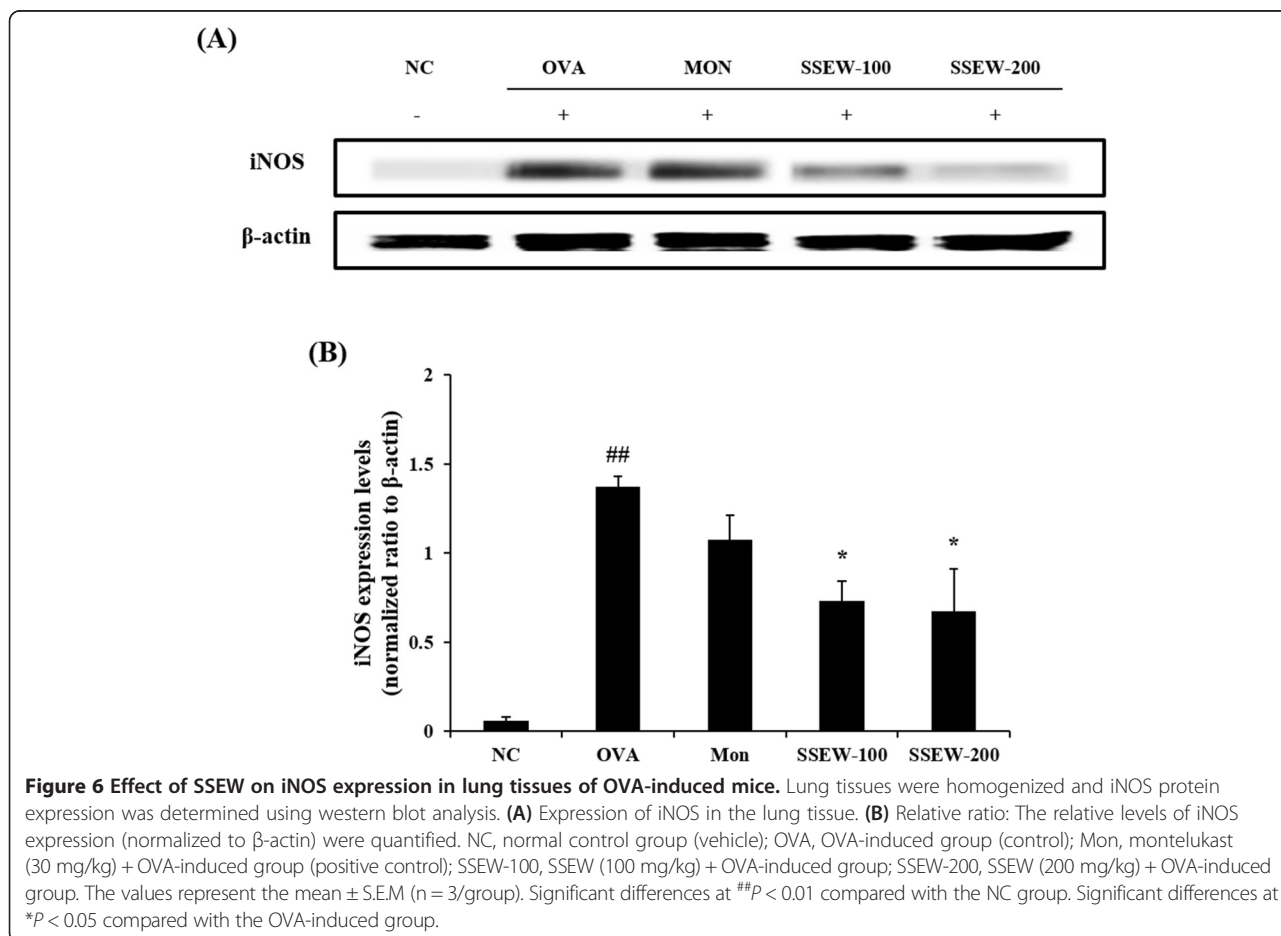 (A)
NC OVA MON SSEW-100 SSEW-200
- + + + +
iNOS
β-actin
(B)
iNOS expression levels
(normalized ratio to β-actin)
2
1.5
1
0.5
0
##
*
*
NC OVA Mon SSEW-100 SSEW-200
Figure 6 Effect of SSEW on iNOS expression in lung tissues of OVA-induced mice. Lung tissues were homogenized and iNOS protein
expression was determined using western blot analysis. (A) Expression of iNOS in the lung tissue. (B) Relative ratio: The relative levels of iNOS
expression (normalized to β-actin) were quantified. NC, normal control group (vehicle); OVA, OVA-induced group (control); Mon, montelukast
(30 mg/kg) + OVA-induced group (positive control); SSEW-100, SSEW (100 mg/kg) + OVA-induced group; SSEW-200, SSEW (200 mg/kg) + OVA-induced
group. The values represent the mean ± S.E.M (n = 3/group). Significant differences at ##P < 0.01 compared with the NC group. Significant differences at
*P < 0.05 compared with the OVA-induced group.